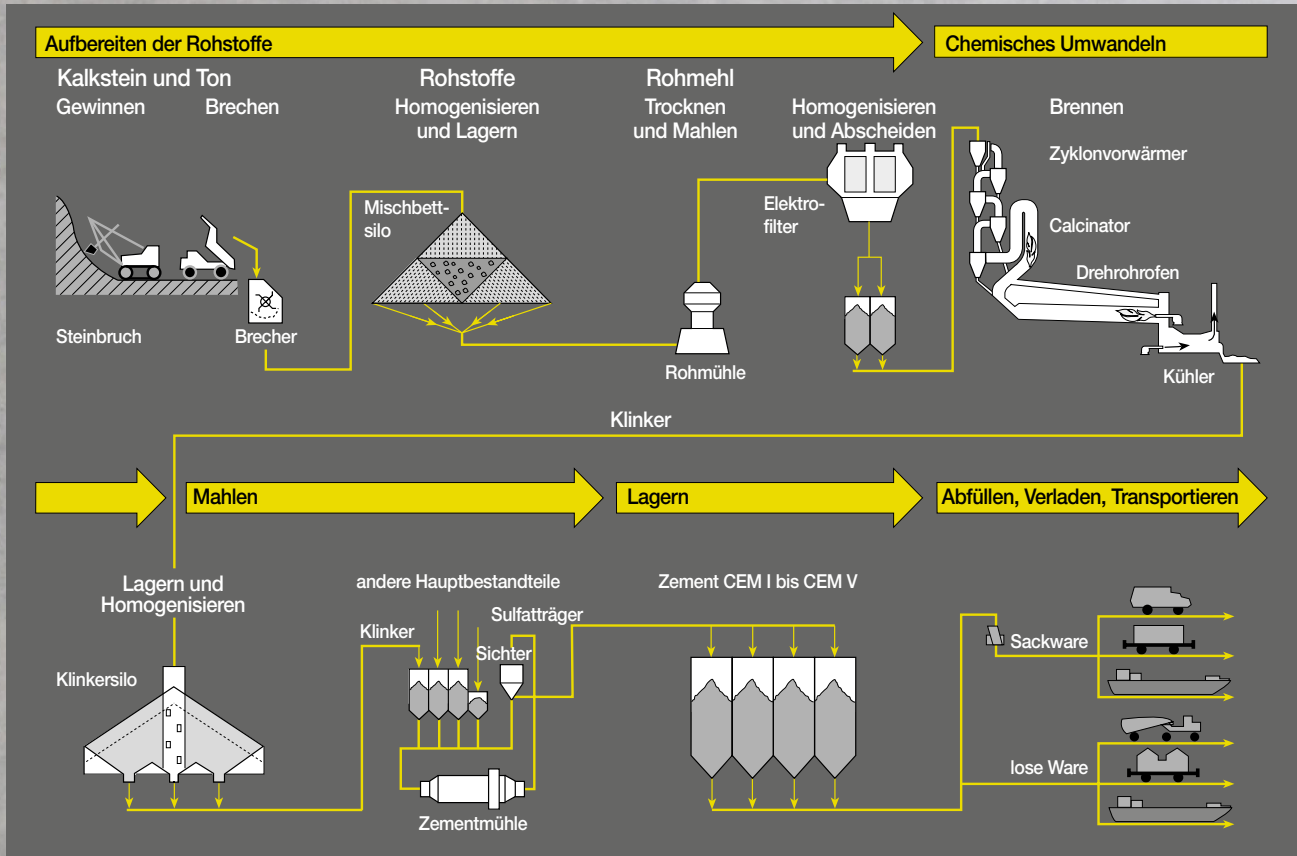 Aufbereiten der Rohstoffe
Chemisches Umwandeln
Kalkstein und Ton
Rohstoffe
Rohmehl
Gewinnen
Brechen
Homogenisieren
und Lagern
Trocknen
und Mahlen
Homogenisieren
und Abscheiden
Brennen
Zyklonvorwärmer
Mischbett-
silo
Elektro-
filter
Calcinator
Drehrohrofen
Steinbruch
Brecher
Rohmühle
Kühler
Klinker
Mahlen
Lagern
Abfüllen, Verladen, Transportieren
Lagern und
Homogenisieren
andere Hauptbestandteile
Zement CEM I bis CEM V
Sulfatträger
Klinker
Sichter
Sackware
Klinkersilo
lose Ware
Zementmühle